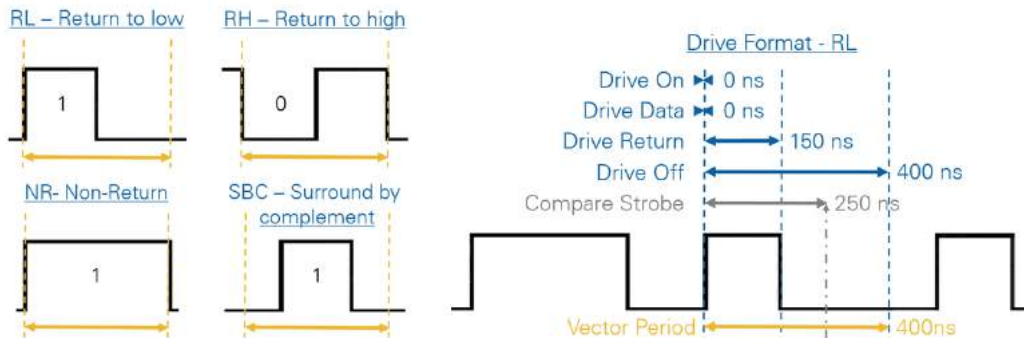 RL – Return to low
1
RH – Return to high
0
NR- Non-Return
1
SBC – Surround by
complement
1
Drive Format - RL
Drive On 0 ns
Drive Data 0 ns
Drive Return 150 ns
Drive Off 400 ns
Compare Strobe 250 ns
Vector Period 400ns